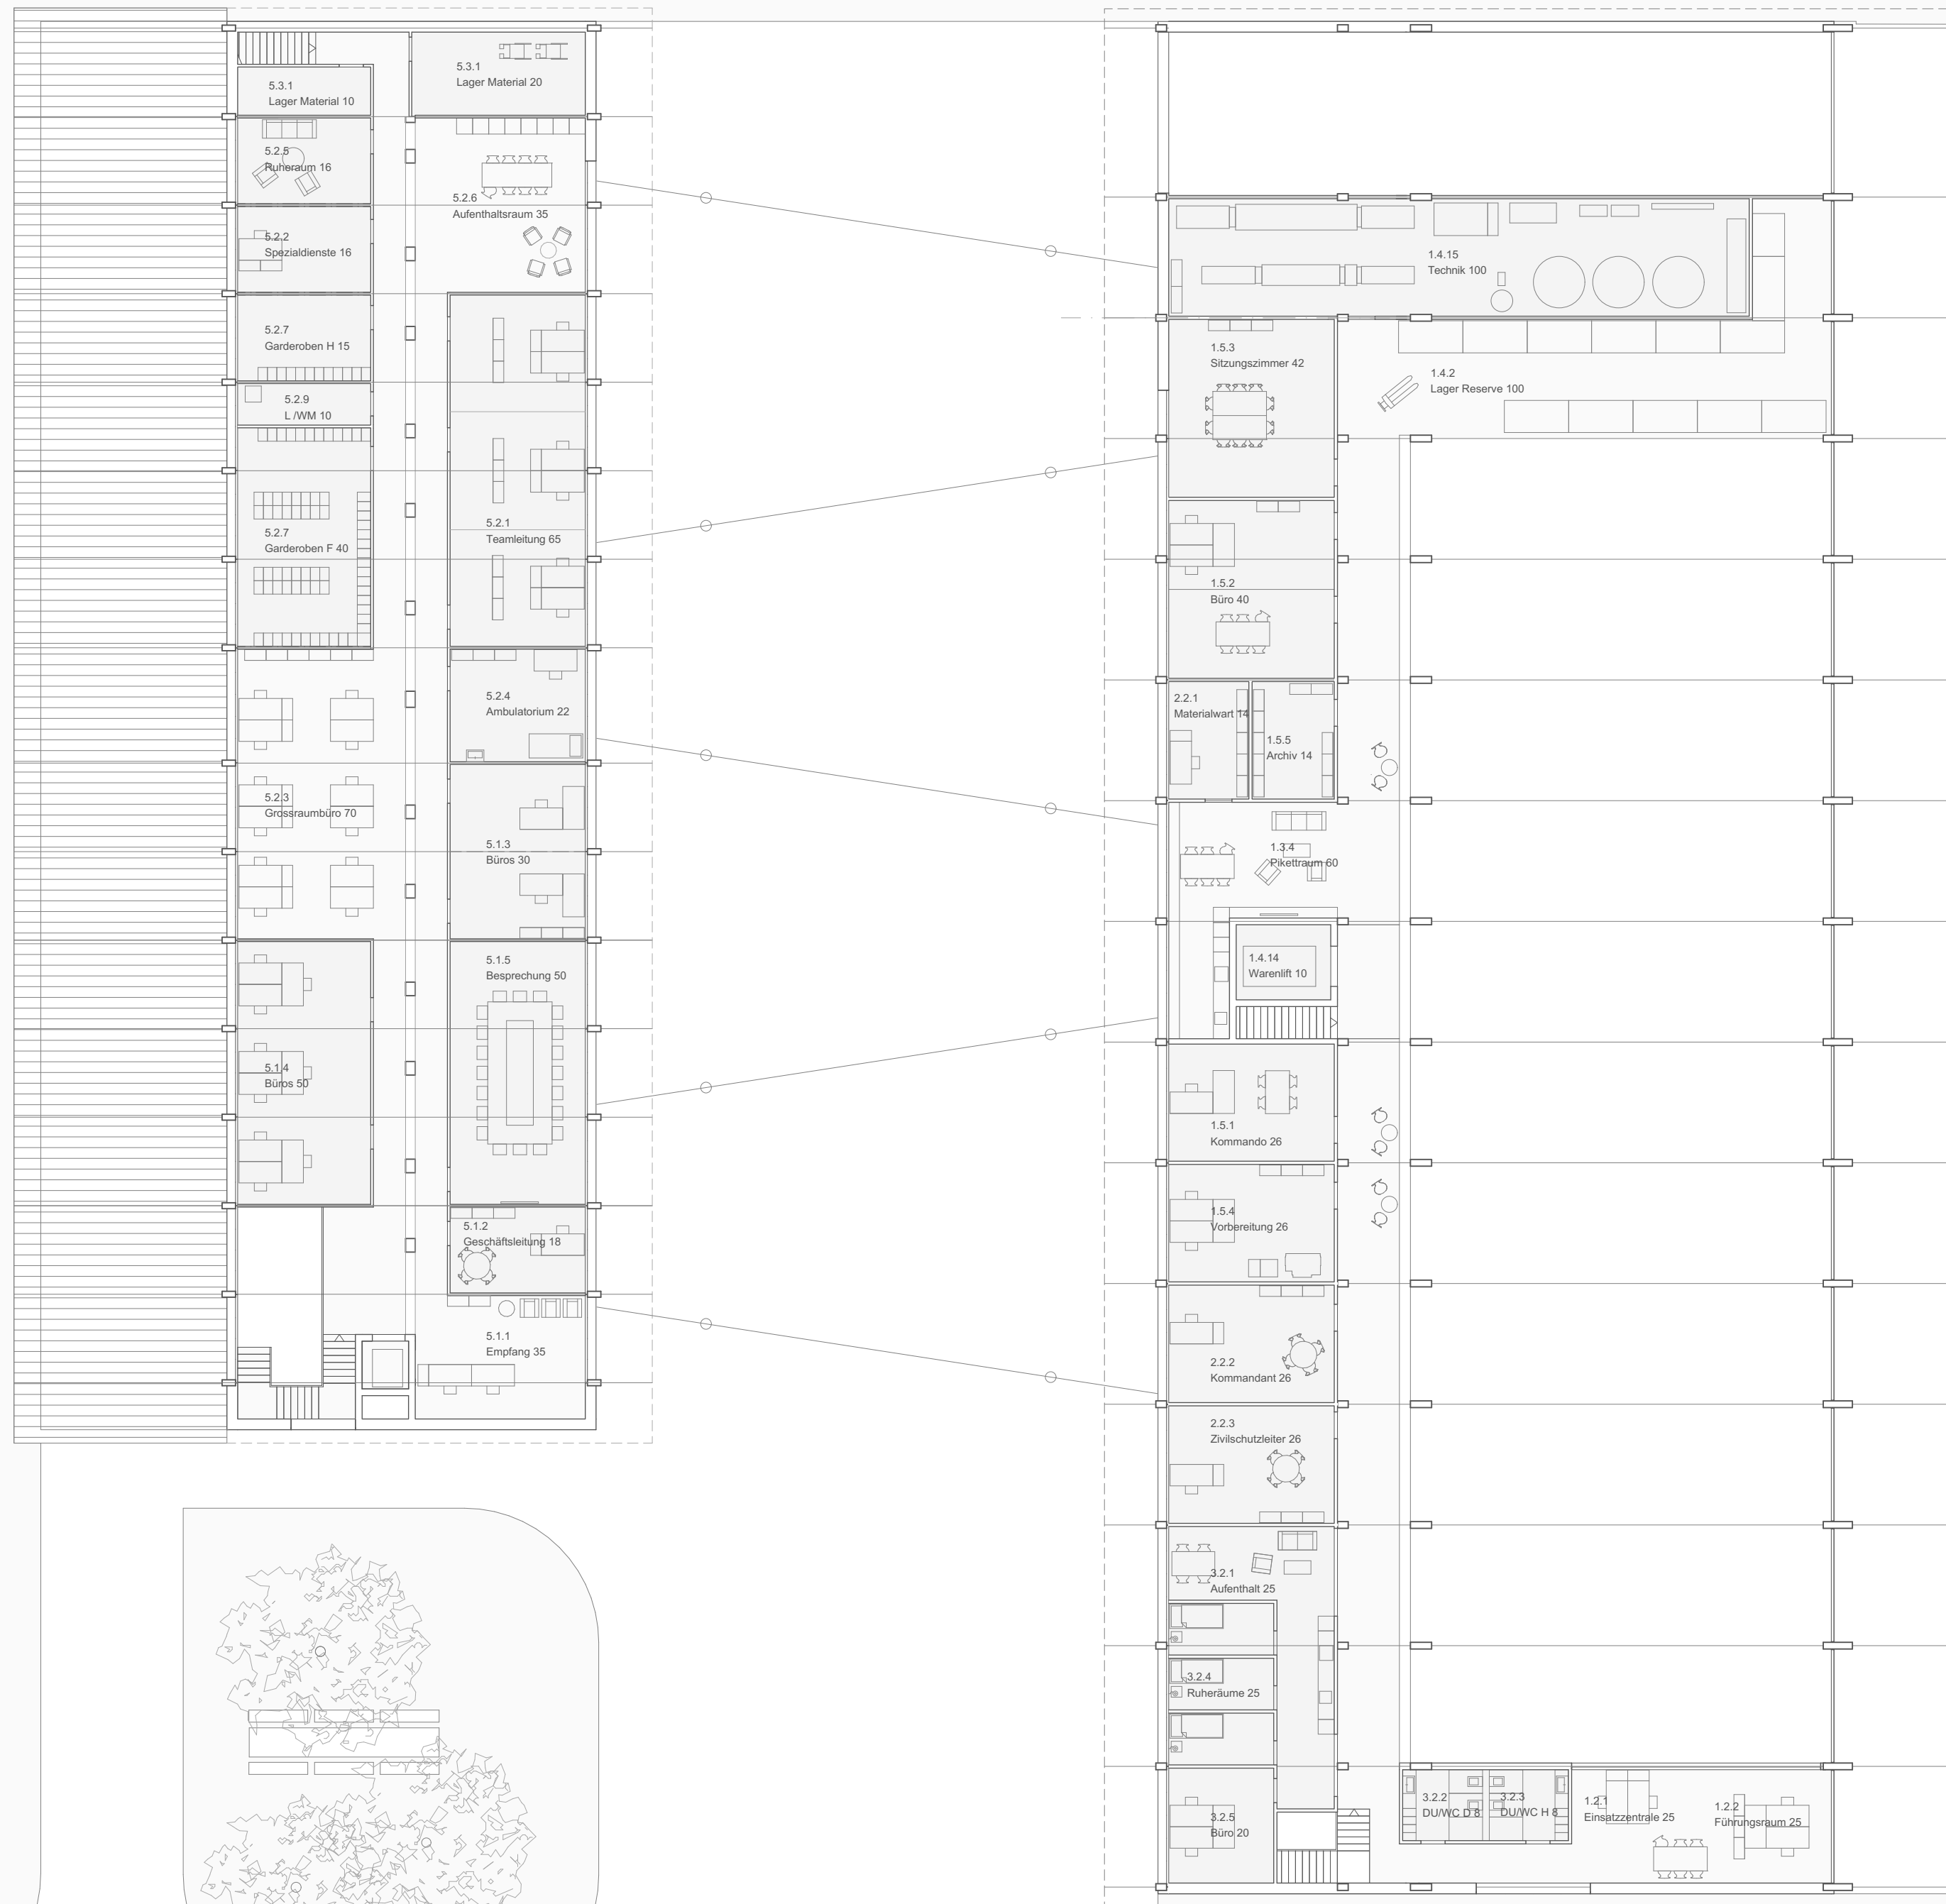 5.3.1
Lager Material 10
5.3.1
Lager Material 20
5.2.5
Ruheraum 16
5.2.6
Aufenthaltsraum 35
5.2.2
Spezialdienste 16
5.2.7
Garderoben H 15
5.2.9
L /WM 10
5.2.7
Garderoben F 40
5.2.1
Teamleitung 65
5.2.4
Ambulatorium 22
5.2.3
Grossraumbüro 70
5.1.3
Büros 30
5.1.5
Besprechung 50
5.1.4
Büros 50
5.1.2
Geschäftsleitung 18
5.1.1
Empfang 35
1.4.15
Technik 100
1.5.3
Sitzungszimmer 42
1.4.2
Lager Reserve 100
1.5.2
Büro 40
2.2.1
Materialwart 14
1.5.5
Archiv 14
1.3.4
Pikettraum 60
1.4.14
Warenlift 10
1.5.1
Kommando 26
1.5.4
Vorbereitung 26
2.2.2
Kommandant 26
2.2.3
Zivilschutzleiter 26
3.2.1
Aufenthalt 25
3.2.4
Ruheräume 25
3.2.5
Büro 20
3.2.2
DU/WC D 8
3.2.3
DU/WC H 8
1.2.1
Einsatzzentrale 25
1.2.2
Führungsraum 25